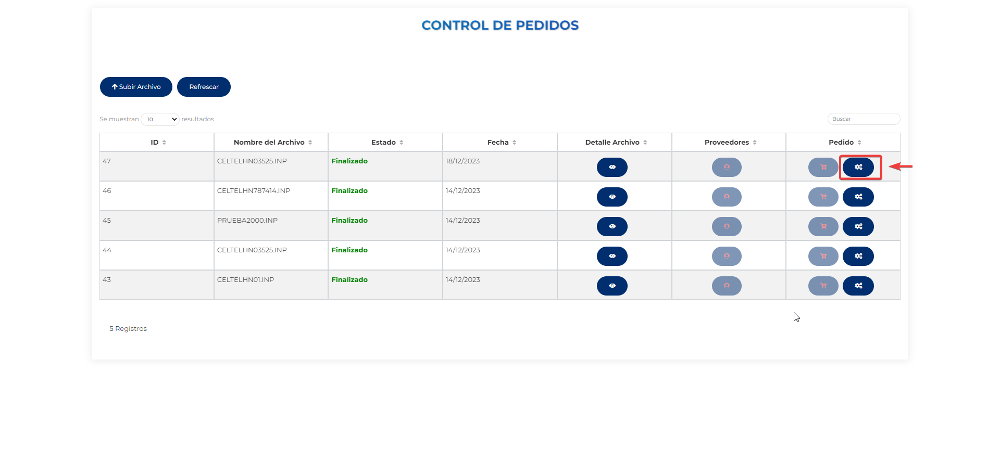 CONTROL DE PEDIDOS
Subir Archivo Refrescar
Se muestran 10 resultados Buscar
ID Nombre del Archivo Estado Fecha Detalle Archivo Proveedores Pedido
47 CELTELHN03525.INP Finalizado 18/12/2023
46 CELTELHN787414.INP Finalizado 14/12/2023
45 PRUEBA2000.INP Finalizado 14/12/2023
44 CELTELHN03525.INP Finalizado 14/12/2023
43 CELTELHN01.INP Finalizado 14/12/2023
5 Registros